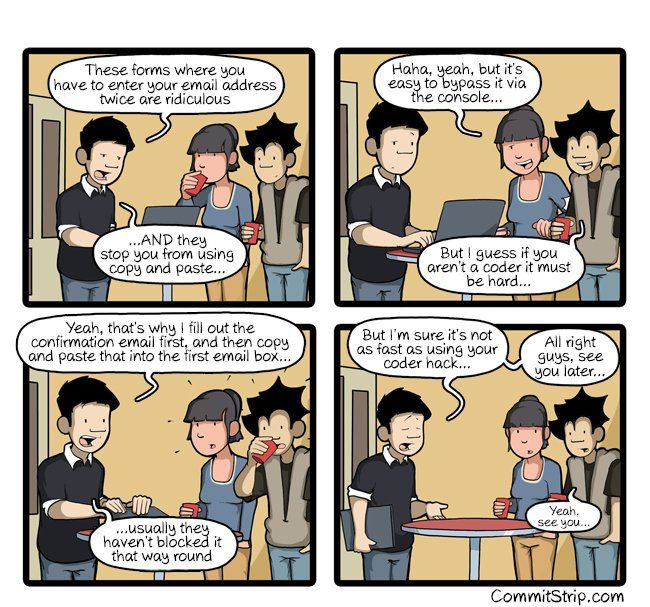 These forms where you
have to enter your email address
twice are ridiculous
...AND they
stop you from using
copy and paste...
Haha, yeah, but it's
easy to bypass it via
the console...
But I guess if you
aren't a coder it must
be hard...
Yeah, that's why I fill out the
confirmation email first, and then copy
and paste that into the first email box...
...usually they
haven't blocked it
that way round
But I'm sure it's not
as fast as using your
coder hack...
All right
guys, see
you later...
Yeah,
see you...
CommitStrip.com